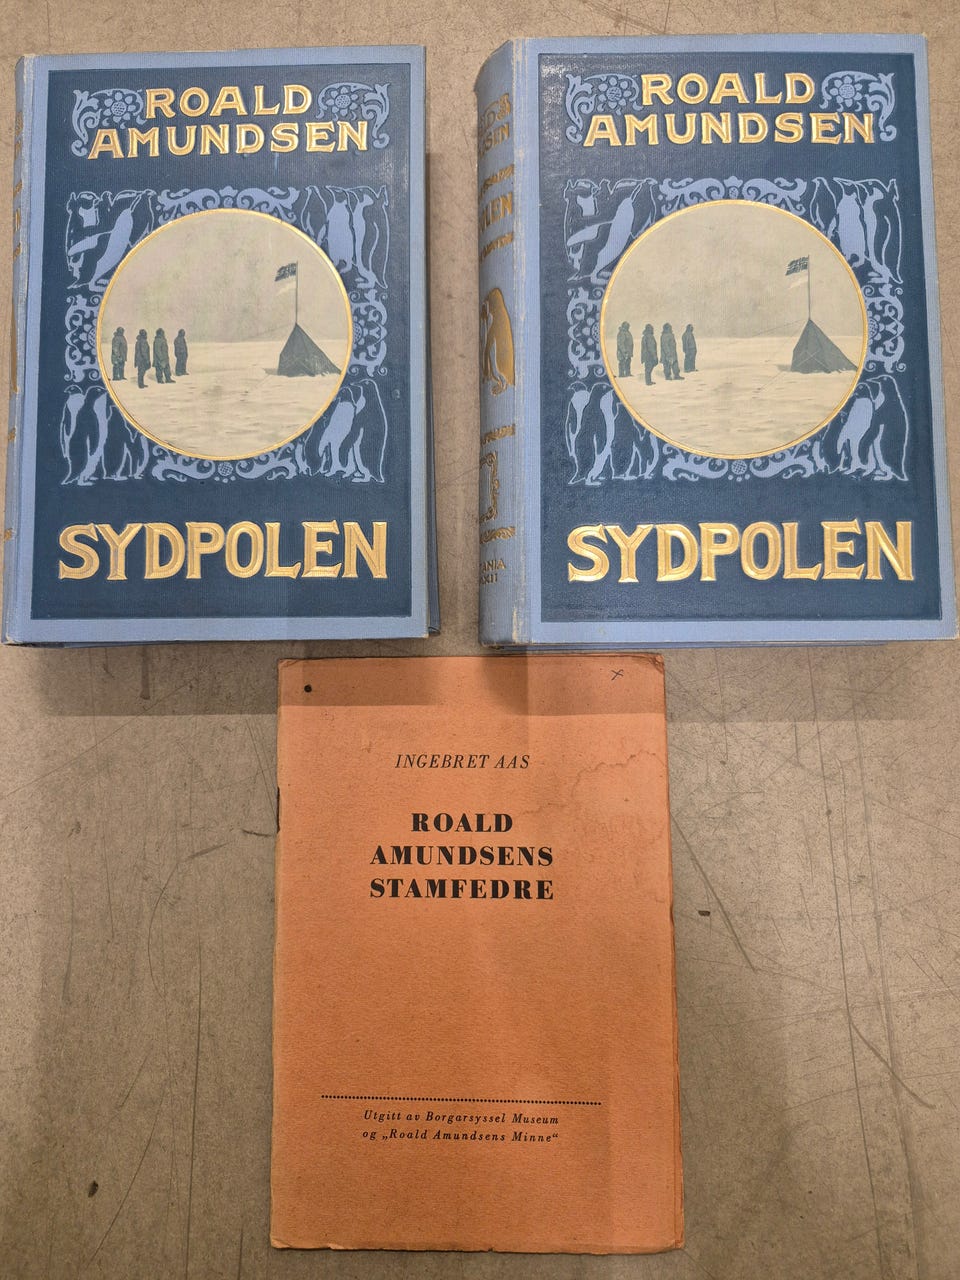 ROALD
AMUNDSEN
SYDPOLEN
ROALD
AMUNDSEN
SYDPOLEN
INGEBRET AAS
ROALD
AMUNDSENS
STAMFEDRE
Utgitt av Borgarsyssel Museum
og „Roald Amundsens Minne“